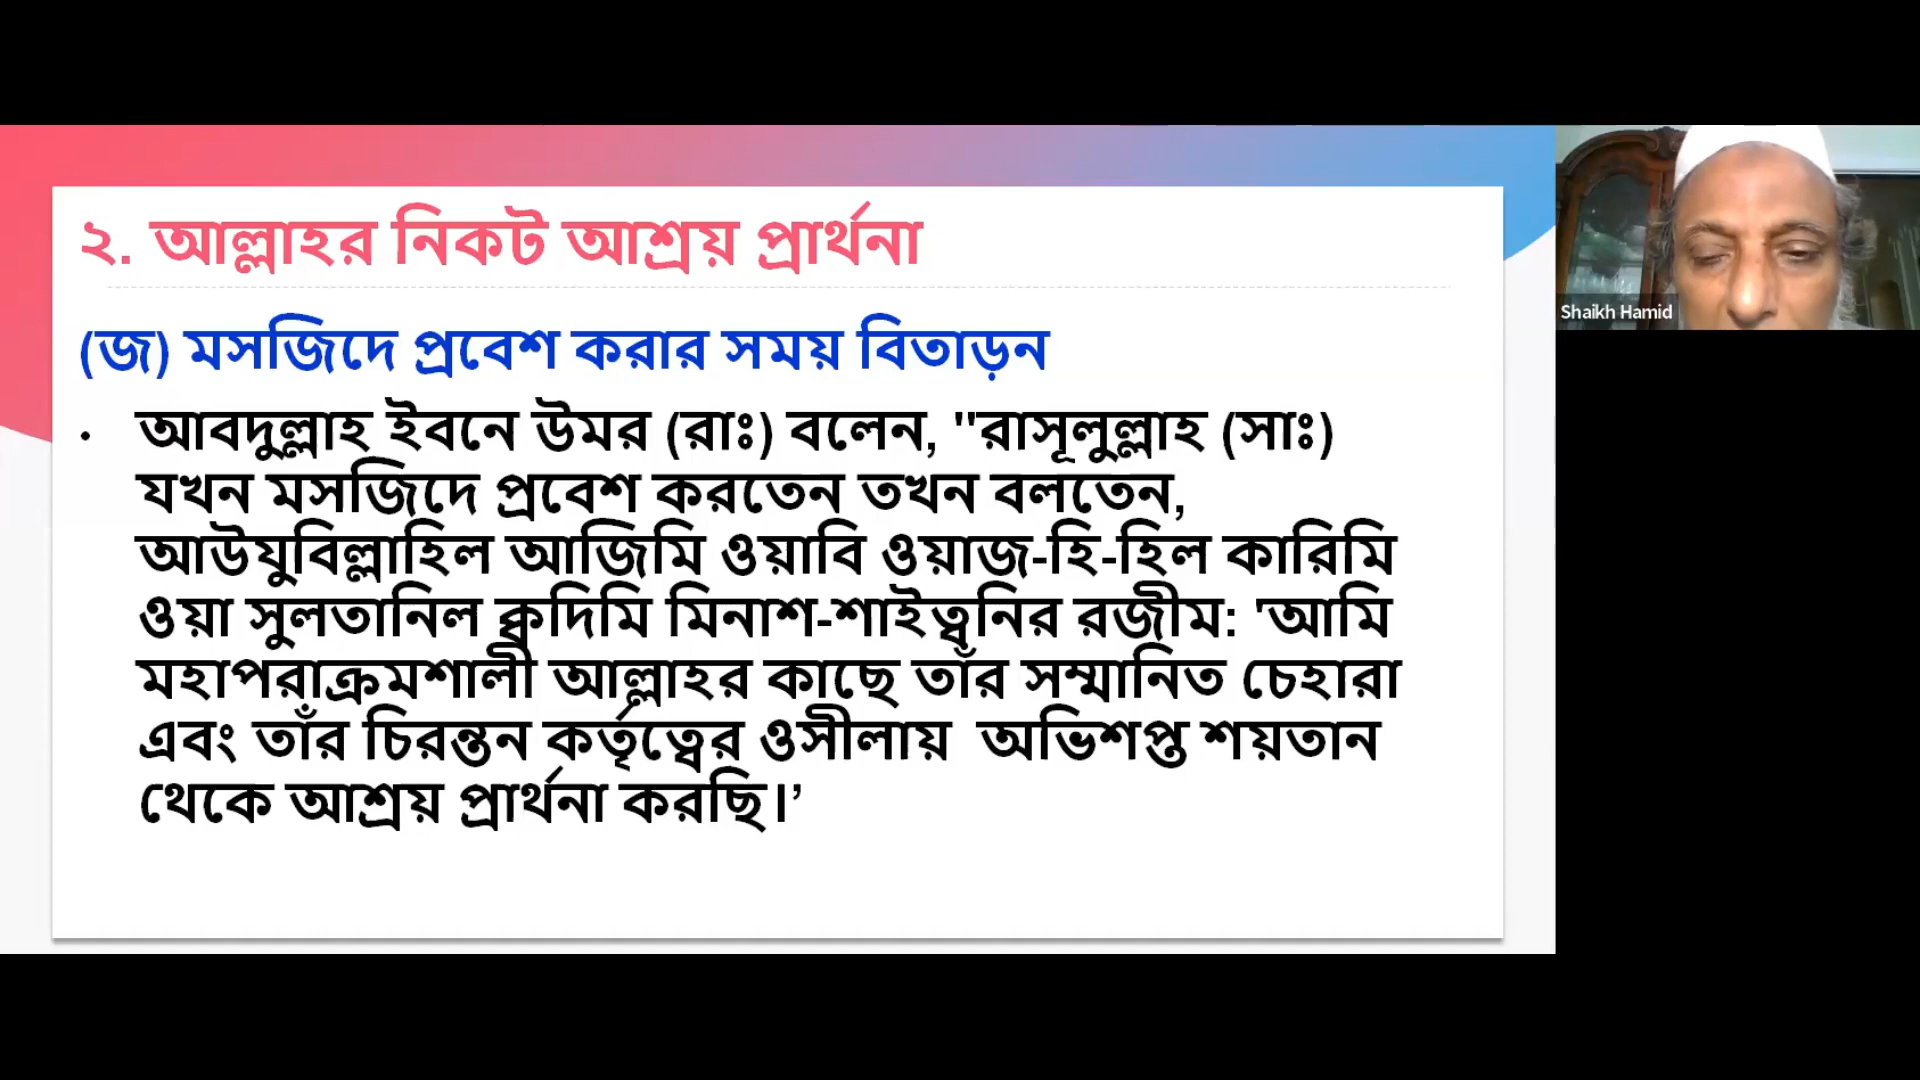 ২. আল্লাহর নিকট আশ্রয় প্রার্থনা
(জ) মসজিদে প্রবেশ করার সময় বিতাড়ন
• আবদুল্লাহ ইবনে উমর (রাঃ) বলেন, "রাসূলুল্লাহ (সাঃ)
যখন মসজিদে প্রবেশ করতেন তখন বলতেন,
আউযুবিল্লাহিল আজিমি ওয়াবি ওয়াজ-হি-হিল কারিমি
ওয়া সুলতানিল ক্বদিমি মিনাশ-শাইত্বনির রজীম: 'আমি
মহাপরাক্রমশালী আল্লাহর কাছে তাঁর সম্মানিত চেহারা
এবং তাঁর চিরন্তন কর্তৃত্বের ওসীলায় অভিশপ্ত শয়তান
থেকে আশ্রয় প্রার্থনা করছি।’
Shaikh Hamid